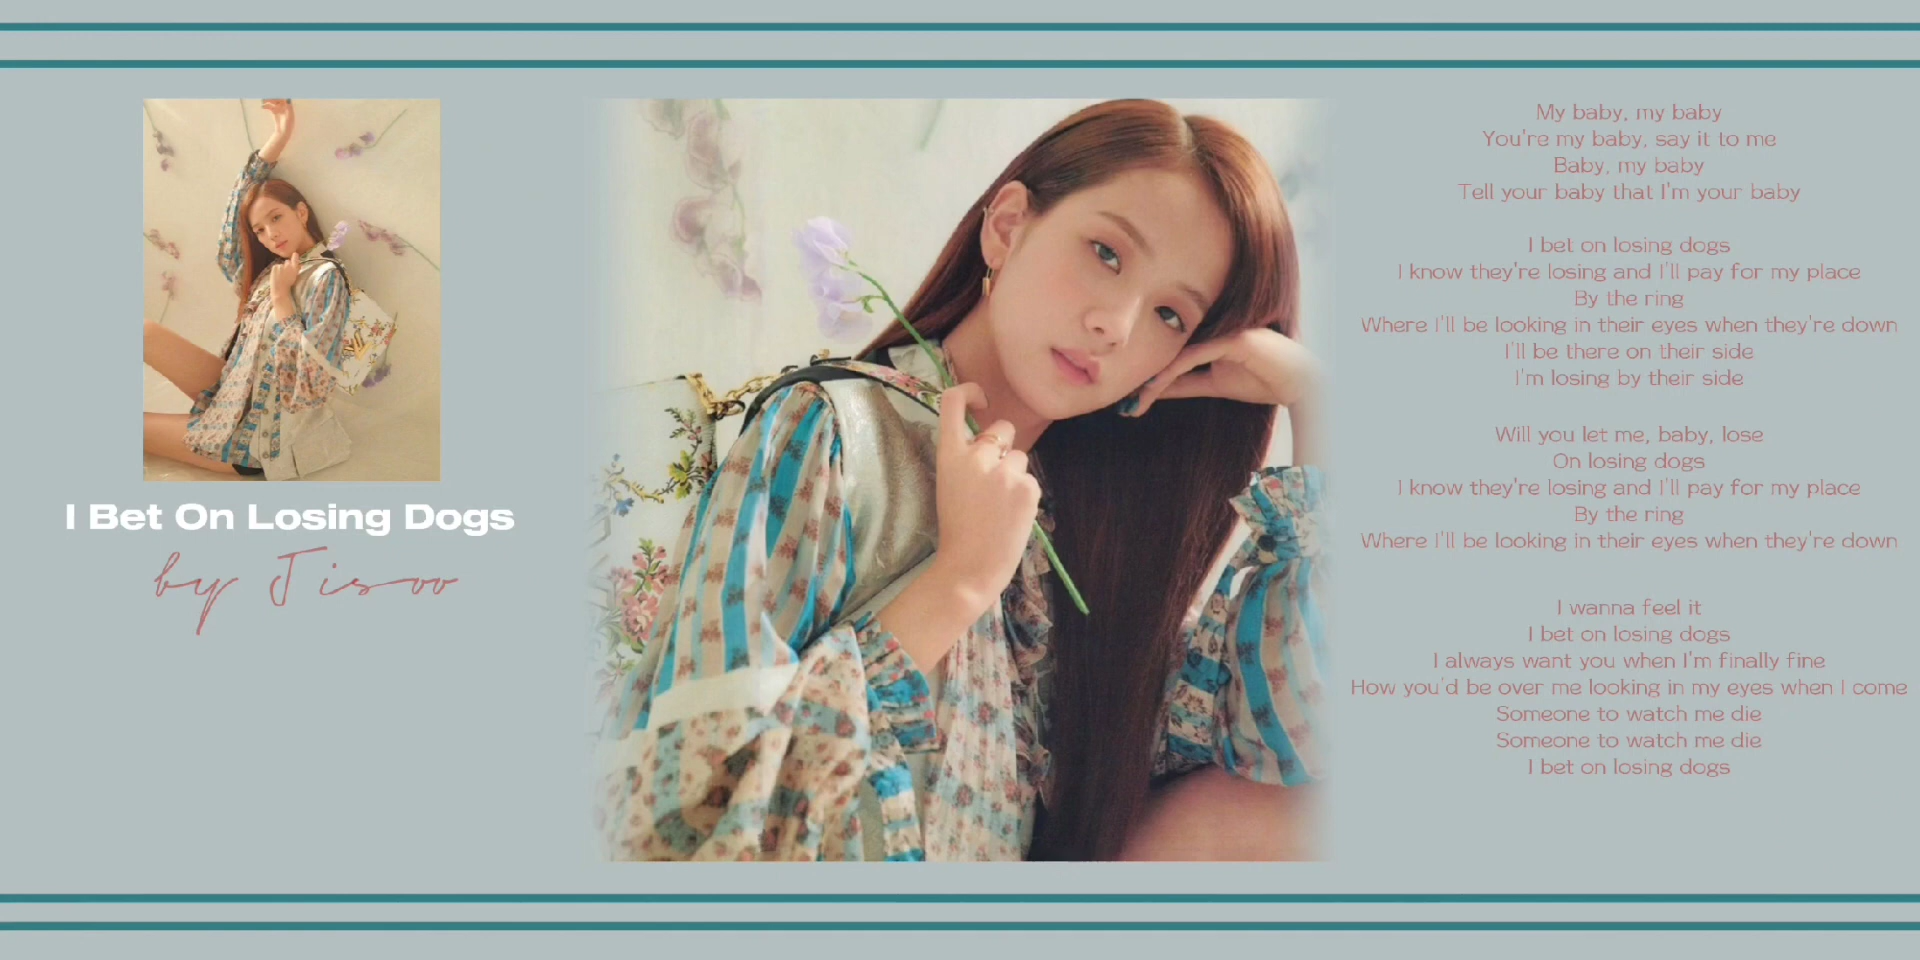 I Bet On Losing Dogs
by Jisoo
My baby, my baby
You're my baby, say it to me
Baby, my baby
Tell your baby that I'm your baby
I bet on losing dogs
I know they're losing and I'll pay for my place
By the ring
Where I'll be looking in their eyes when they're down
I'll be there on their side
I'm losing by their side
Will you let me, baby, lose
On losing dogs
I know they're losing and I'll pay for my place
By the ring
Where I'll be looking in their eyes when they're down
I wanna feel it
I bet on losing dogs
I always want you when I'm finally fine
How you'd be over me looking in my eyes when I come
Someone to watch me die
Someone to watch me die
I bet on losing dogs